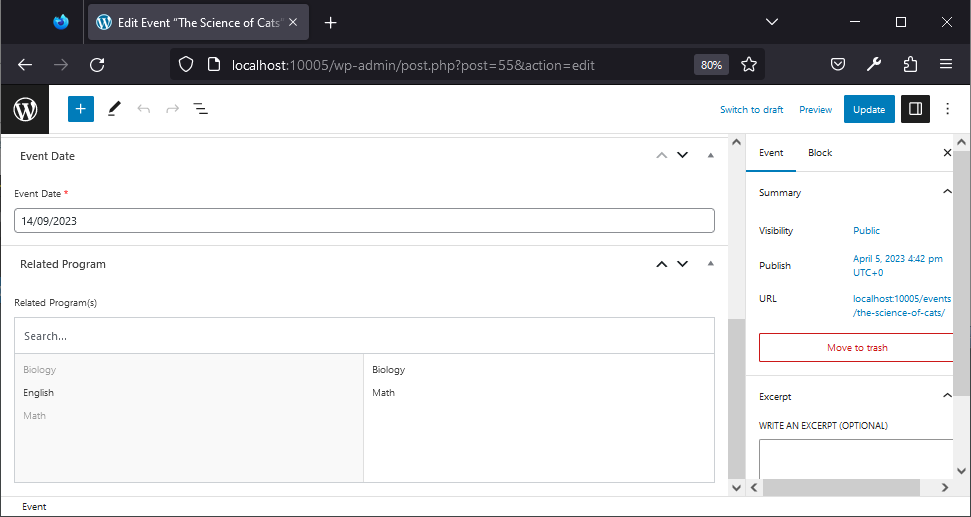 Edit Event “The Science of Cats”
localhost:10005/wp-admin/post.php?post=55&action=edit
80%
Switch to draft
Preview
Update
Event Date
Event Date *
14/09/2023
Related Program
Related Program(s)
Search...
Biology
English
Math
Biology
Math
Event
Block
Summary
Visibility
Public
Publish
April 5, 2023 4:42 pm
UTC+0
URL
localhost:10005/events
/the-science-of-cats/
Move to trash
Excerpt
WRITE AN EXCERPT (OPTIONAL)
Event